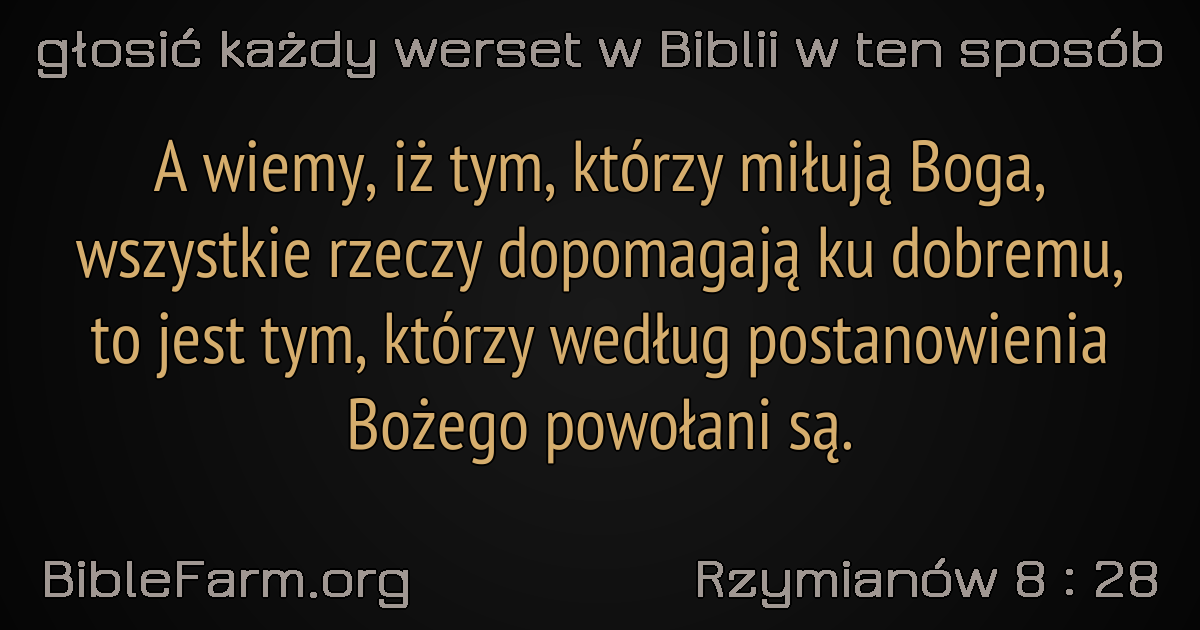 głosić każdy werset w Biblii w ten sposób
A wiemy, iż tym, którzy miłują Boga,
wszystkie rzeczy dopomagają ku dobremu,
to jest tym, którzy według postanowienia
Bożego powołani są.
BibleFarm.org
Rzymianów 8 : 28